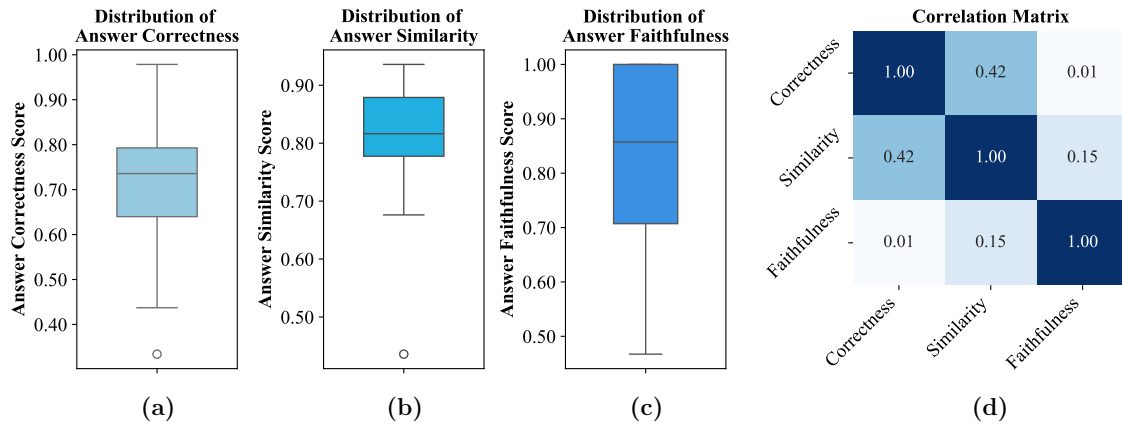 Distribution of
Answer Correctness
Answer Correctness Score
1.00
0.90
0.80
0.70
0.60
0.50
0.40
(a)
Distribution of
Answer Similarity
Answer Similarity Score
0.90
0.80
0.70
0.60
0.50
(b)
Distribution of
Answer Faithfulness
Answer Faithfulness Score
1.00
0.90
0.80
0.70
0.60
0.50
(c)
Correlation Matrix
Correctness
1.00 0.42 0.01
Similarity
0.42 1.00 0.15
Faithfulness
0.01 0.15 1.00
Correctness
Similarity
Faithfulness
(d)